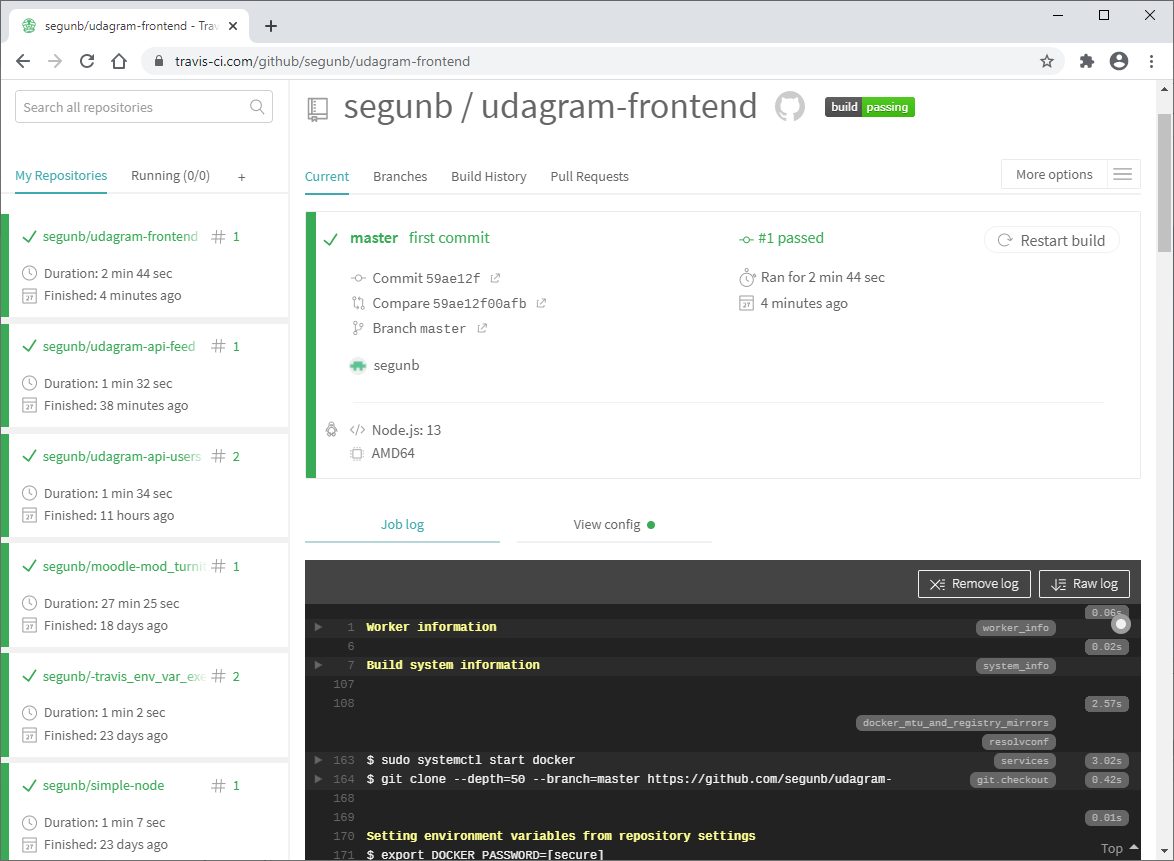 segunb/udagram-frontend - Trav
travis-ci.com/github/segunb/udagram-frontend
Search all repositories
My Repositories
Running (0/0)
+
segunb/udagram-frontend # 1
Duration: 2 min 44 sec
Finished: 4 minutes ago
segunb/udagram-api-feed # 1
Duration: 1 min 32 sec
Finished: 38 minutes ago
segunb/udagram-api-users # 2
Duration: 1 min 34 sec
Finished: 11 hours ago
segunb/moodle-mod_turnit # 1
Duration: 27 min 25 sec
Finished: 18 days ago
segunb/-travis_env_var_exe # 2
Duration: 1 min 2 sec
Finished: 23 days ago
segunb/simple-node # 1
Duration: 1 min 7 sec
Finished: 23 days ago
segunb / udagram-frontend
build passing
Current
Branches
Build History
Pull Requests
More options
master first commit
#1 passed
Restart build
Commit 59ae12f
Ran for 2 min 44 sec
Compare 59ae12f00afb
4 minutes ago
Branch master
segunb
Node.js: 13
AMD64
Job log
View config
Remove log
Raw log
0.06s
1 Worker information worker_info
6 0.02s
7 Build system information system_info
107
108 2.57s
docker_mtu_and_registry_mirrors
resolvconf
163 $ sudo systemctl start docker services 3.02s
164 $ git clone --depth=50 --branch=master https://github.com/segunb/udagram- git.checkout 0.42s
168
169 0.01s
170 Setting environment variables from repository settings
171 $ export DOCKER_PASSWORD=[secure]
Top